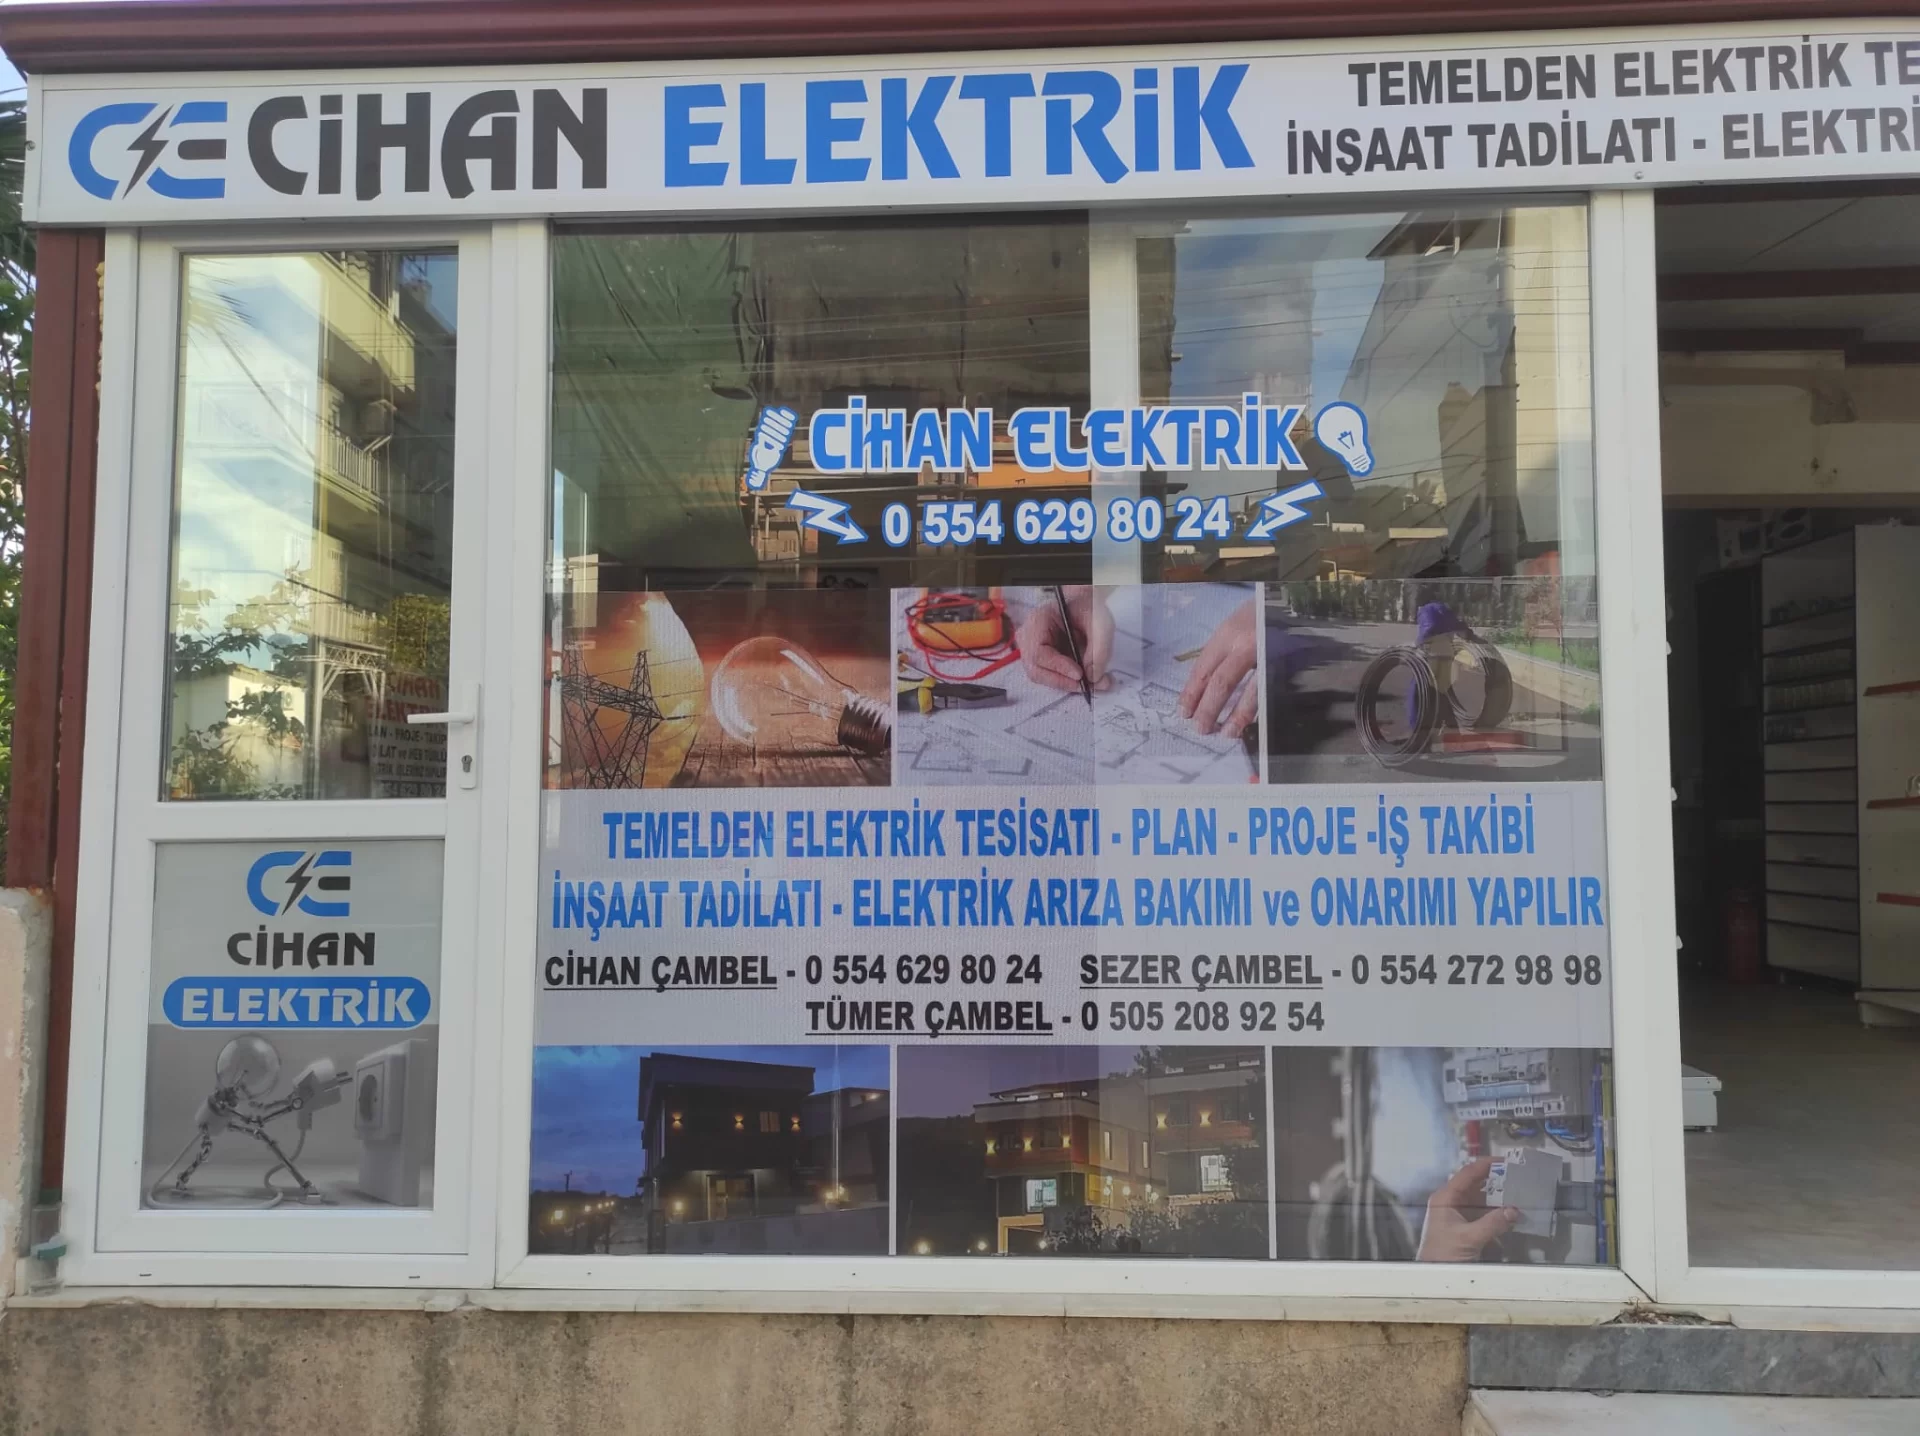 CE CİHAN ELEKTRİK
TEMELDEN ELEKTRİK TE
İNŞAAT TADİLATI - ELEKTRİ
CİHAN ELEKTRİK
0 554 629 80 24
TEMELDEN ELEKTRİK TESİSATI - PLAN - PROJE -İŞ TAKİBİ
İNŞAAT TADİLATI - ELEKTRİK ARIZA BAKIMI ve ONARIMI YAPILIR
CİHAN ÇAMBEL - 0 554 629 80 24 SEZER ÇAMBEL - 0 554 272 98 98
TÜMER ÇAMBEL - 0 505 208 92 54
CE
CİHAN
ELEKTRİK